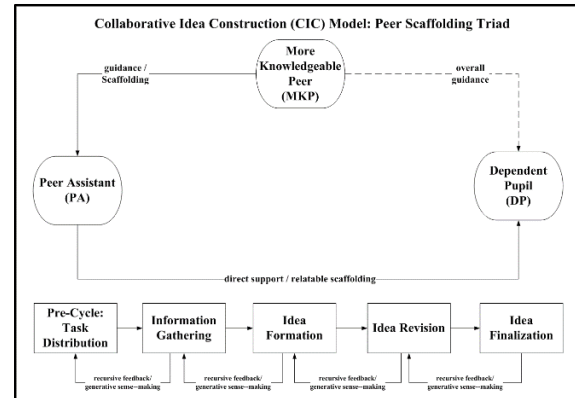 Collaborative Idea Construction (CIC) Model: Peer Scaffolding Triad
More
Knowledgeable
Peer
(MKP)
guidance /
Scaffolding
overall
guidance
Peer Assistant
(PA)
Dependent
Pupil
(DP)
direct support / relatable scaffolding
Pre-Cycle:
Task
Distribution
Information
Gathering
Idea
Formation
Idea Revision
Idea
Finalization
recursive feedback/
generative sense-making
recursive feedback/
generative sense-making
recursive feedback/
generative sense-making
recursive feedback/
generative sense-making